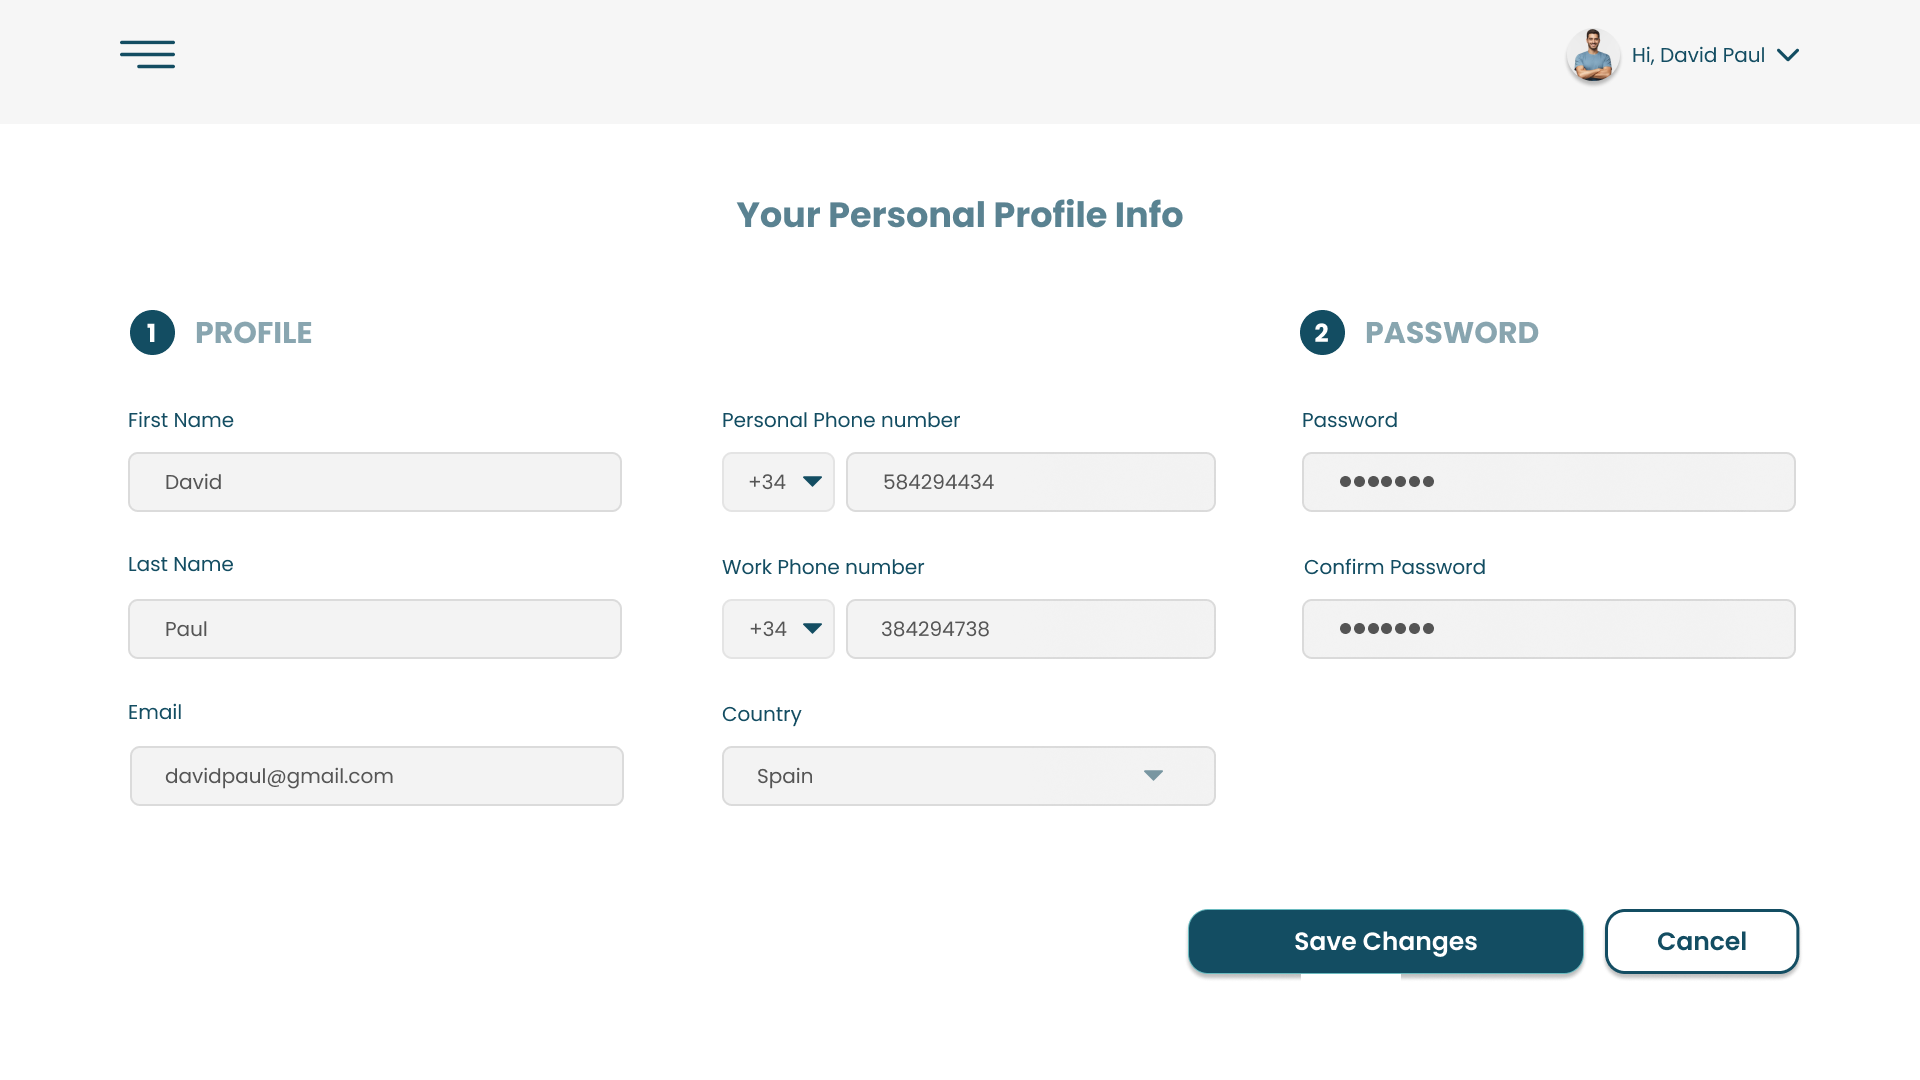 Hi, David Paul
Your Personal Profile Info
1 PROFILE
First Name
David
Last Name
Paul
Email
davidpaul@gmail.com
Personal Phone number
+34 584294434
Work Phone number
+34 384294738
Country
Spain
2 PASSWORD
Password
●●●●●●●
Confirm Password
●●●●●●●
Save Changes
Cancel